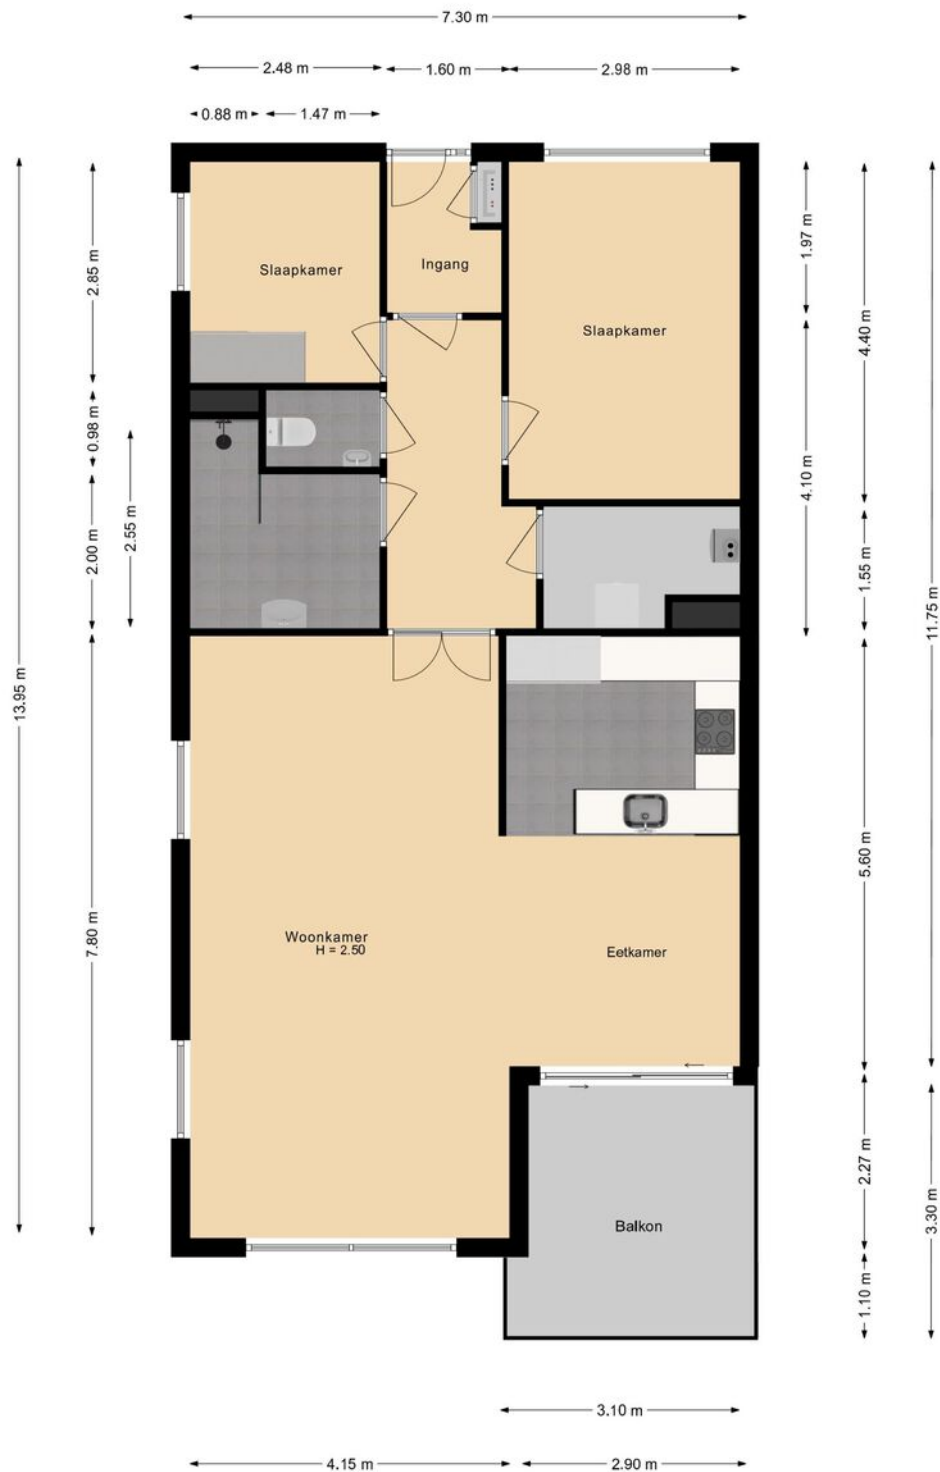 7.30 m
2.48 m
1.60 m
2.98 m
0.88 m
1.47 m
2.85 m
0.98 m
2.00 m
2.55 m
13.95 m
7.80 m
Slaapkamer
Ingang
Slaapkamer
1.97 m
4.40 m
4.10 m
1.55 m
11.75 m
5.60 m
Woonkamer
H = 2.50
Eetkamer
2.27 m
3.30 m
Balkon
1.10 m
3.10 m
4.15 m
2.90 m